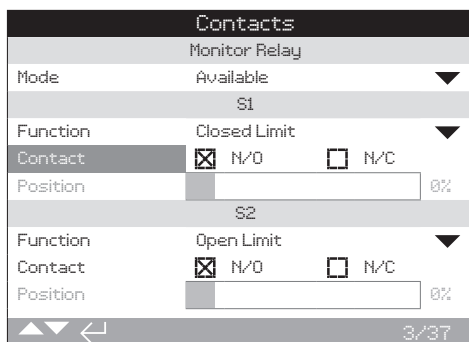 Contacts
Monitor Relay
Mode Available
S1
Function Closed Limit
Contact N/O N/C
Position 0%
S2
Function Open Limit
Contact N/O N/C
Position 0%
3/37